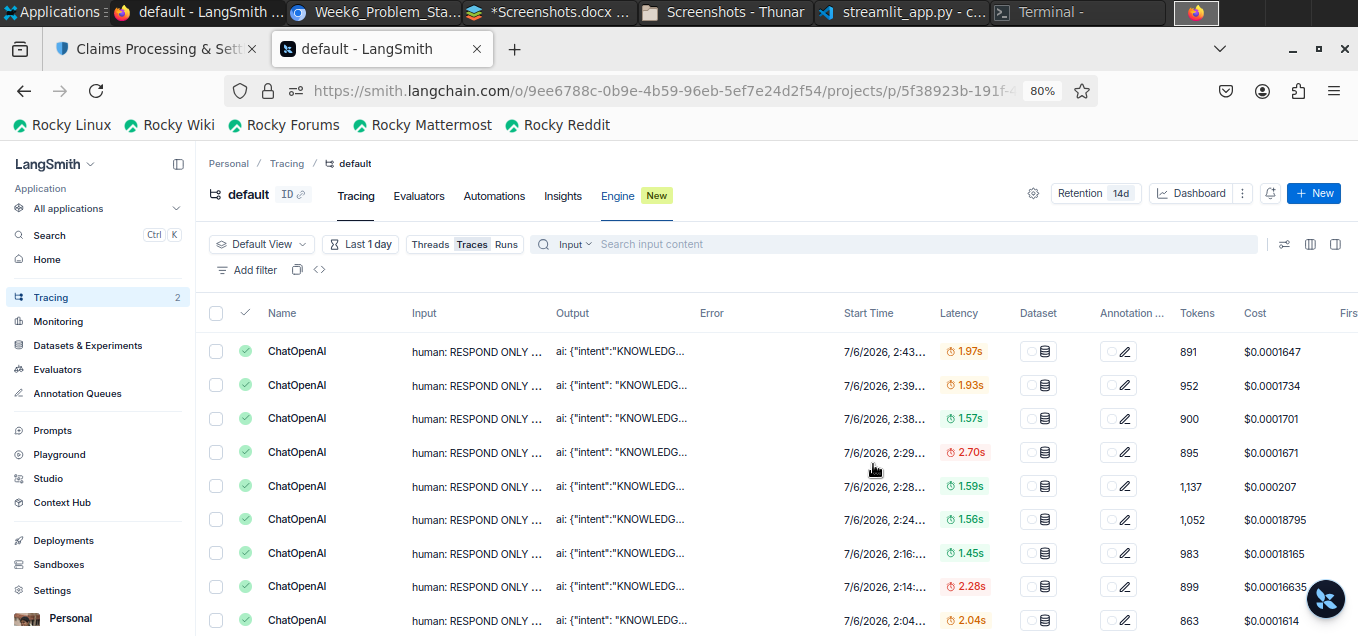 Applications
default - LangSmith ...
Week6_Problem_Sta...
*Screenshots.docx ...
Screenshots - Thunar
streamlit_app.py - c...
Terminal -
Claims Processing & Sett
default - LangSmith
https://smith.langchain.com/o/9ee6788c-0b9e-4b59-96eb-5ef7e24d2f54/projects/p/5f38923b-191f-4
80%
Rocky Linux
Rocky Wiki
Rocky Forums
Rocky Mattermost
Rocky Reddit
LangSmith
Personal / Tracing / default
Application
default
ID
Tracing
Evaluators
Automations
Insights
Engine
New
Retention 14d
Dashboard
+ New
All applications
Search Ctrl K
Home
Default View
Last 1 day
Threads Traces Runs
Input
Search input content
Add filter
Tracing 2
Monitoring
Datasets & Experiments
Evaluators
Annotation Queues
Prompts
Playground
Studio
Context Hub
Deployments
Sandboxes
Settings
Personal
Name Input Output Error Start Time Latency Dataset Annotation ... Tokens Cost Firs
ChatOpenAI human: RESPOND ONLY ... ai: {"intent":"KNOWLEDG... 7/6/2026, 2:43... 1.97s 891 $0.0001647
ChatOpenAI human: RESPOND ONLY ... ai: {"intent": "KNOWLEDG... 7/6/2026, 2:39... 1.93s 952 $0.0001734
ChatOpenAI human: RESPOND ONLY ... ai: {"intent": "KNOWLEDG... 7/6/2026, 2:38... 1.57s 900 $0.0001701
ChatOpenAI human: RESPOND ONLY ... ai: {"intent": "KNOWLEDG... 7/6/2026, 2:29... 2.70s 895 $0.0001671
ChatOpenAI human: RESPOND ONLY ... ai: {"intent":"KNOWLEDG... 7/6/2026, 2:28... 1.59s 1,137 $0.000207
ChatOpenAI human: RESPOND ONLY ... ai: {"intent":"KNOWLEDG... 7/6/2026, 2:24... 1.56s 1,052 $0.00018795
ChatOpenAI human: RESPOND ONLY ... ai: {"intent":"KNOWLEDG... 7/6/2026, 2:16:... 1.45s 983 $0.00018165
ChatOpenAI human: RESPOND ONLY ... ai: {"intent":"KNOWLEDG... 7/6/2026, 2:14:... 2.28s 899 $0.00016635
ChatOpenAI human: RESPOND ONLY ... ai: {"intent":"KNOWLEDG... 7/6/2026, 2:04... 2.04s 863 $0.0001614